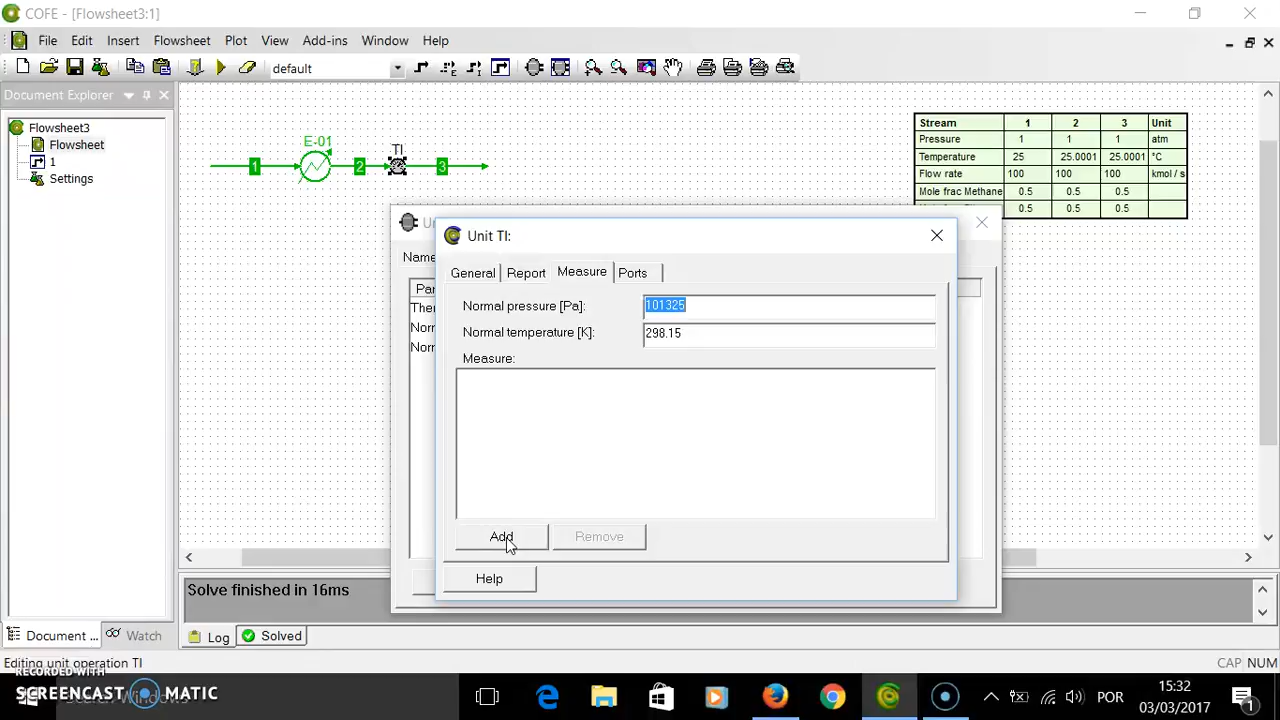 COFE - [Flowsheet3:1]
File Edit Insert Flowsheet Plot View Add-ins Window Help
default
Document Explorer
Flowsheet3
Flowsheet
1
Settings
E-01
TI
1 2 3
Stream 1 2 3 Unit
Pressure 1 1 1 atm
Temperature 25 25.0001 25.0001 °C
Flow rate 100 100 100 kmol / s
Mole frac Methane 0.5 0.5 0.5
0.5 0.5 0.5
Name
Par
Ther
Norr
Norr
Unit TI:
General Report Measure Ports
Normal pressure [Pa]: 101325
Normal temperature [K]: 298.15
Measure:
Add Remove
Help
Solve finished in 16ms
Document ... Watch
Log Solved
Editing unit operation TI
CAP NUM
RECORDED WITH
SCREENCAST MATIC
POR
15:32
03/03/2017
1